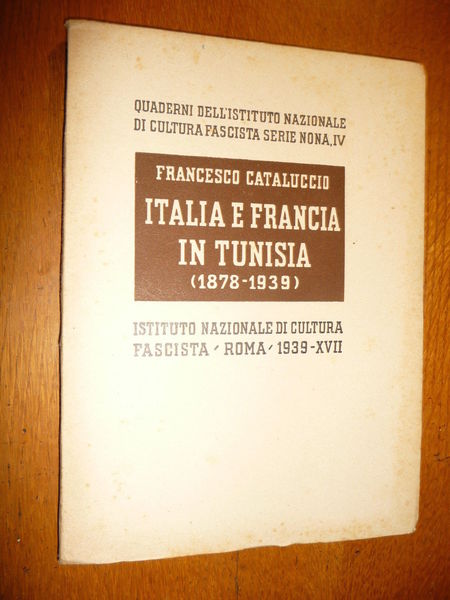 QUADERNI DELL'ISTITUTO NAZIONALE
DI CULTURA FASCISTA SERIE NONA, IV
FRANCESCO CATALUCCIO
ITALIA E FRANCIA
IN TUNISIA
(1878-1939)
ISTITUTO NAZIONALE DI CULTURA
FASCISTA - ROMA - 1939-XVII